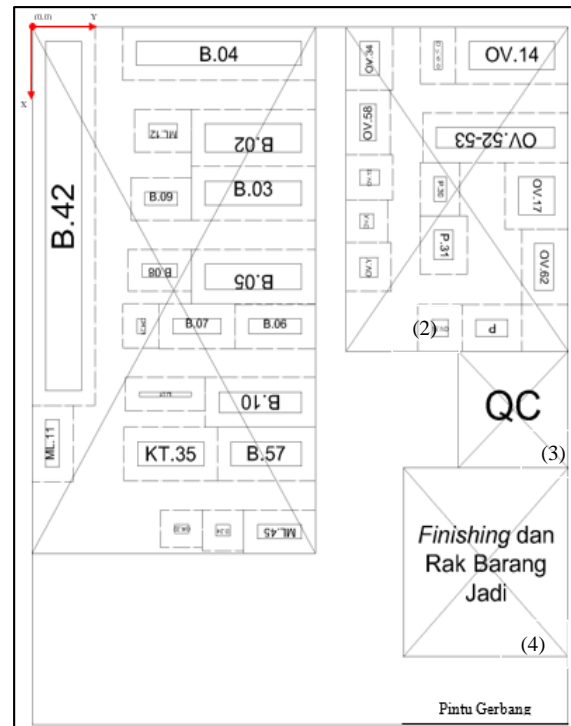 (0,0)
Y
X
B.42
B.04
ML.12
B.02
B.09
B.03
B.08
B.05
B.07
B.06
B.10
ML.11
KT.35
B.57
ML.45
OV.34
OV.14
OV.58
OV.52-53
P.30
OV.17
P.31
OV.62
(2)
P
QC
(3)
Finishing dan
Rak Barang
Jadi
(4)
Pintu Gerbang